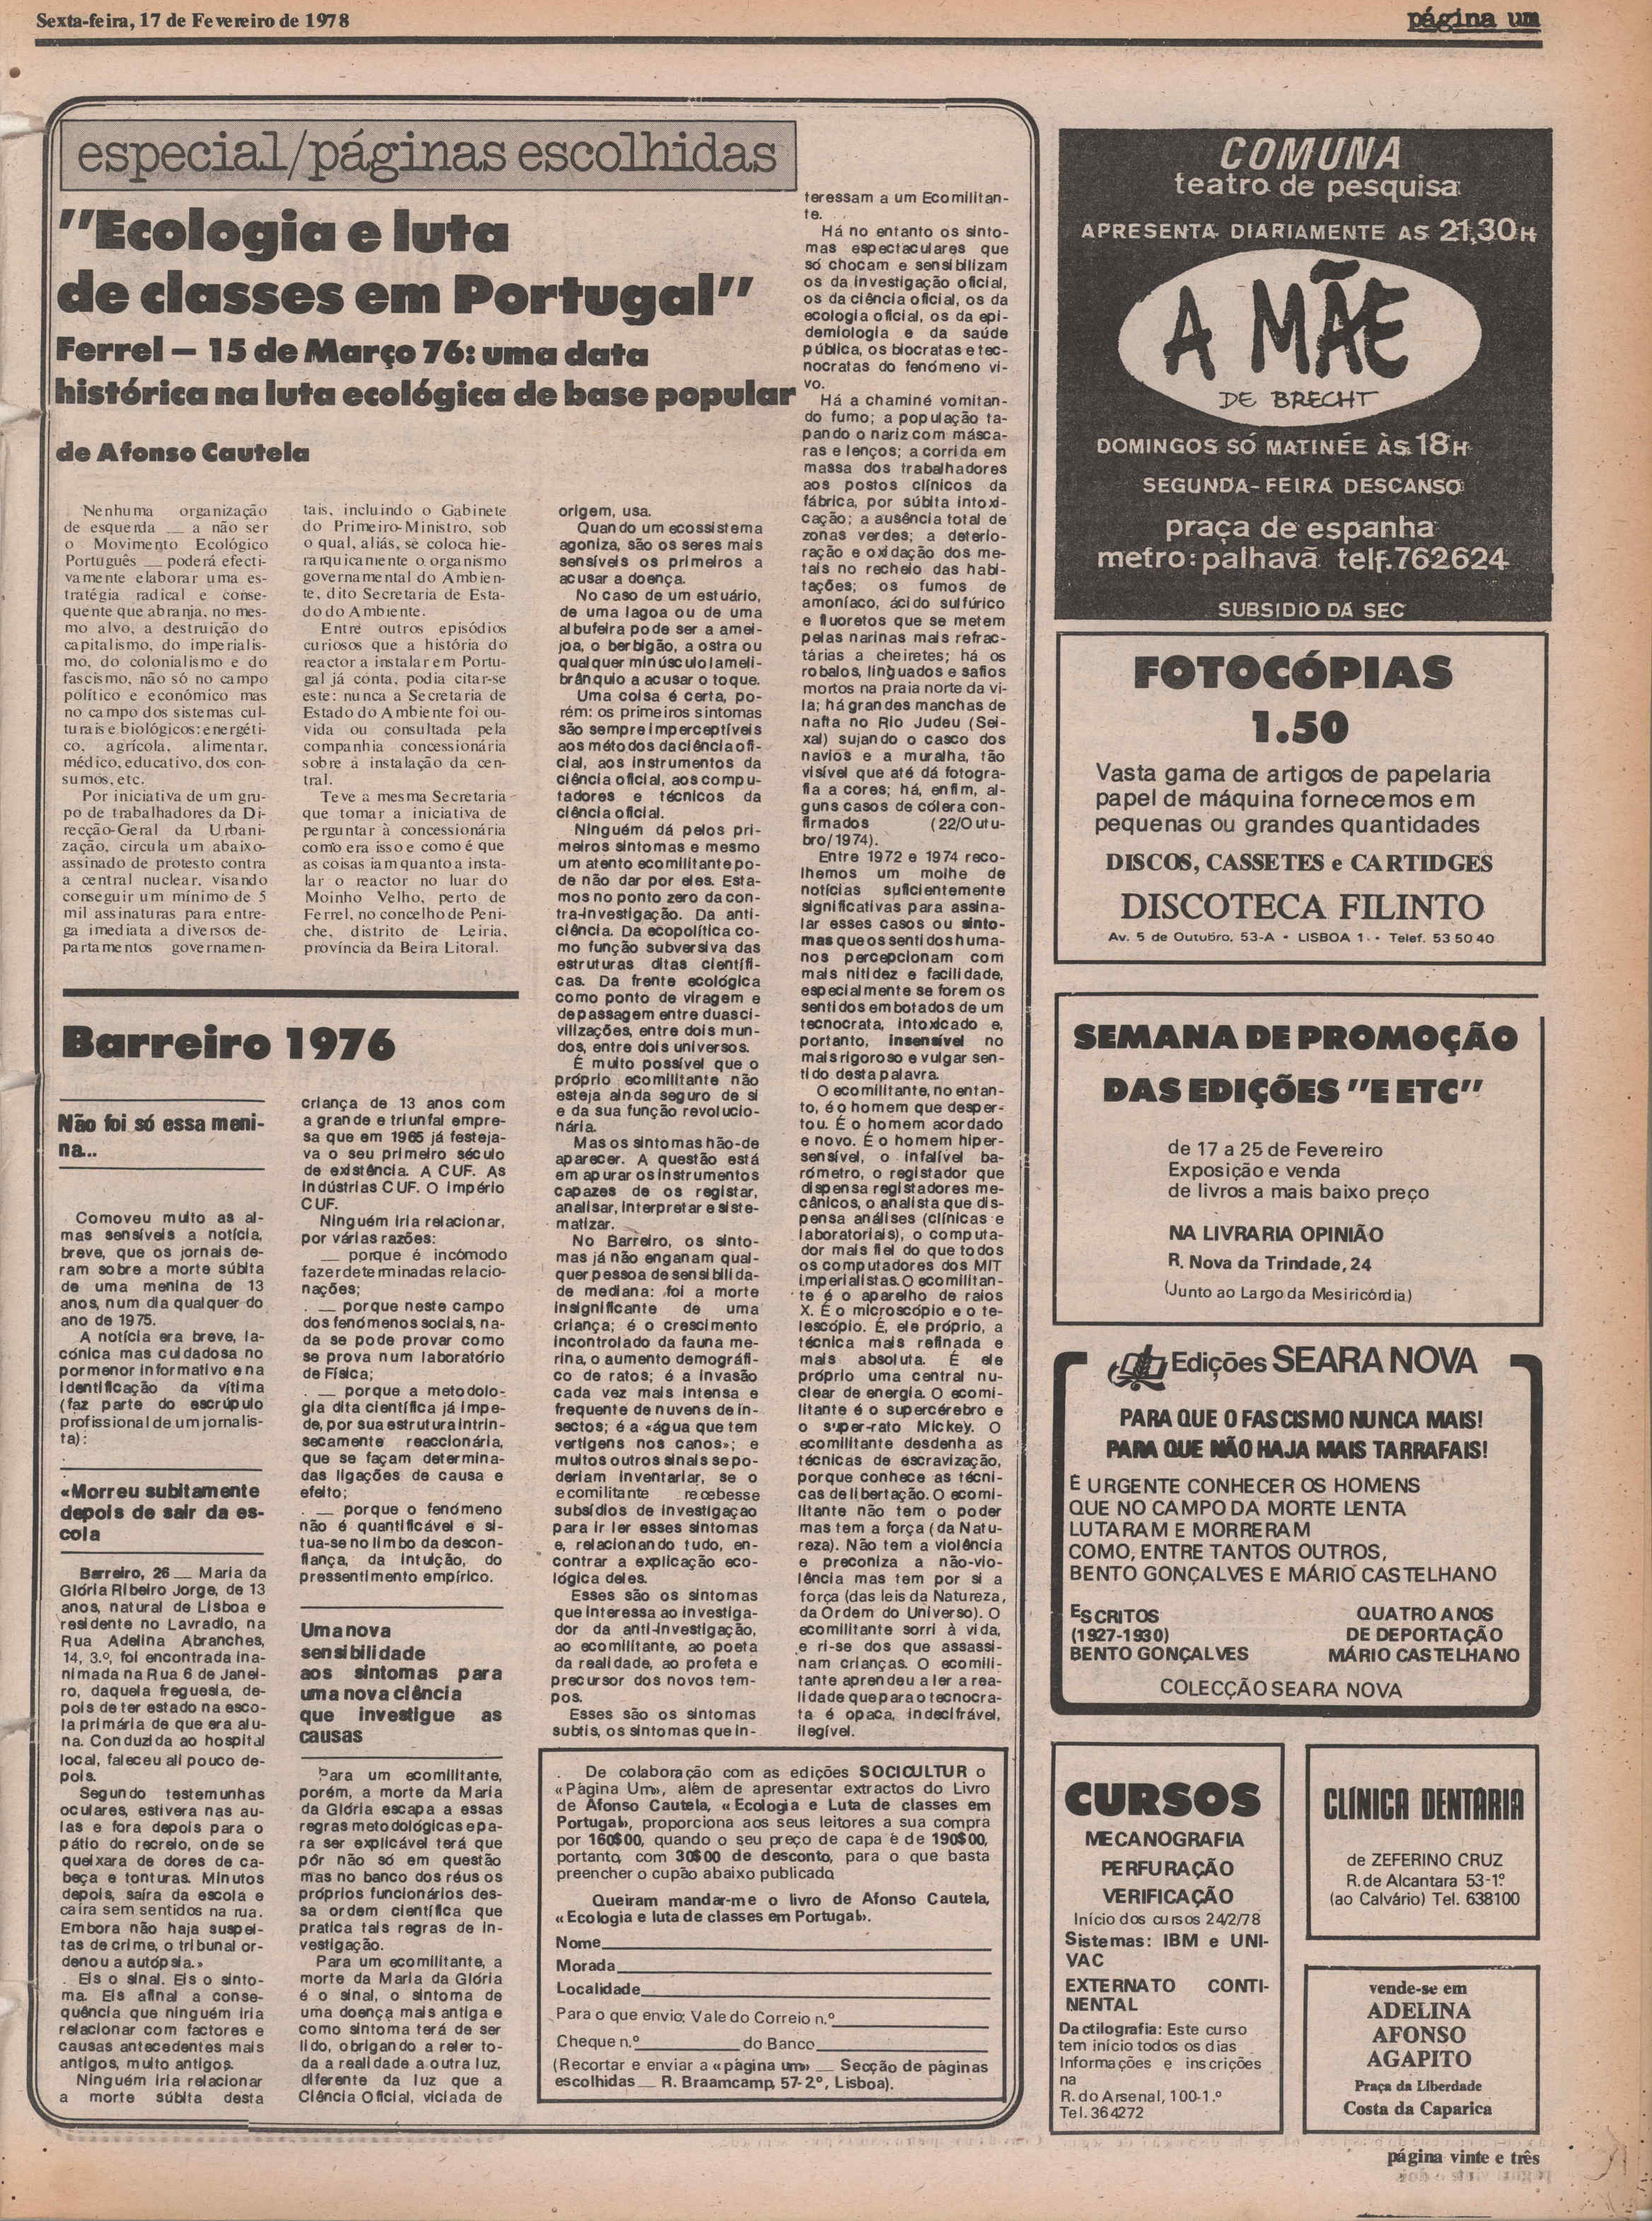 Sexta-feira, 17 de Fevereiro de 1978
página um
especial/páginas escolhidas
"Ecologia e luta
de classes em Portugal"
Ferrel — 15 de Março 76: uma data
histórica na luta ecológica de base popular
de Afonso Cautela
Nenhuma organização
de esquerda — a não ser
o Movimento Ecológico
Português — poderá efecti-
vamente elaborar uma es-
tratégia radical e conse-
quente que abranja, no mes-
mo alvo, a destruição do
capitalismo, do imperialis-
mo, do colonialismo e do
fascismo, não só no campo
político e económico mas
no campo dos sistemas cul-
turais e biológicos: energéti-
co, agrícola, alimentar,
médico, educativo, dos con-
sumos, etc.
Por iniciativa de um gru-
po de trabalhadores da Di-
recção-Geral da Urbani-
zação, circula um abaixo-
assinado de protesto contra
a central nuclear, visando
conseguir um mínimo de 5
mil assinaturas para entre-
ga imediata a diversos de-
partamentos governamen-
tais, incluindo o Gabinete
do Primeiro-Ministro, sob
o qual, aliás, se coloca hie-
rarquicamente o organismo
governamental do Ambien-
te, dito Secretaria de Esta-
do do Ambiente.
Entre outros episódios
curiosos que a história do
reactor a instalar em Portu-
gal já conta, podia citar-se
este: nunca a Secretaria de
Estado do Ambiente foi ou-
vida ou consultada pela
companhia concessionária
sobre a instalação da cen-
tral.
Teve a mesma Secretaria
que tomar a iniciativa de
perguntar à concessionária
como era isso e como é que
as coisas iam quanto a insta-
lar o reactor no luar do
Moinho Velho, perto de
Ferrel, no concelho de Peni-
che, distrito de Leiria,
província da Beira Litoral.
Barreiro 1976
Não foi só essa meni-
na...
Comoveu muito as al-
mas sensíveis a notícia,
breve, que os jornais de-
ram sobre a morte súbita
de uma menina de 13
anos, num dia qualquer do
ano de 1975.
A notícia era breve, la-
cónica mas cuidadosa no
pormenor informativo e na
identificação da vítima
(faz parte do escrúpulo
profissional de um jornalis-
ta):
«Morreu subitamente
depois de sair da es-
cola
Barreiro, 26 — Maria da
Glória Ribeiro Jorge, de 13
anos, natural de Lisboa e
residente no Lavradio, na
Rua Adelina Abranches,
14, 3.º, foi encontrada ina-
nimada na Rua 6 de Janei-
ro, daquela freguesia, de-
pois de ter estado na esco-
la primária de que era alu-
na. Conduzida ao hospital
local, faleceu ali pouco de-
pois.
Segundo testemunhas
oculares, estivera nas au-
las e fora depois para o
pátio do recreio, onde se
queixara de dores de ca-
beça e tonturas. Minutos
depois, saíra da escola e
caíra sem sentidos na rua.
Embora não haja suspei-
tas de crime, o tribunal or-
denou a autópsia.»
Eis o sinal. Eis o sinto-
ma. Eis afinal a conse-
quência que ninguém iria
relacionar com factores e
causas antecedentes mais
antigos, muito antigos.
Ninguém iria relacionar
a morte súbita desta
criança de 13 anos com
a grande e triunfal empre-
sa que em 1965 já festeja-
va o seu primeiro século
de existência. A CUF. As
Indústrias CUF. O Império
CUF.
Ninguém iria relacionar,
por várias razões:
— porque é incómodo
fazer determinadas relacio-
nações;
— porque neste campo
dos fenómenos sociais, na-
da se pode provar como
se prova num laboratório
de Física;
— porque a metodolo-
gia dita científica já impe-
de, por sua estrutura intrin-
secamente reaccionária,
que se façam determina-
das ligações de causa e
efeito;
— porque o fenómeno
não é quantificável e si-
tua-se no limbo da descon-
fiança, da intuição, do
pressentimento empírico.
Uma nova
sensibilidade
aos sintomas para
uma nova ciência
que investigue as
causas
Para um ecomilitante,
porém, a morte da Maria
da Glória escapa a essas
regras metodológicas e pa-
ra ser explicável terá que
pôr não só em questão
mas no banco dos réus os
próprios funcionários des-
sa ordem científica que
pratica tais regras de in-
vestigação.
Para um ecomilitante, a
morte da Maria da Glória
é o sinal, o sintoma de
uma doença mais antiga e
como sintoma terá de ser
lido, obrigando a reler to-
da a realidade a outra luz,
diferente da luz que a
Ciência Oficial, viciada de
origem, usa.
Quando um ecossistema
agoniza, são os seres mais
sensíveis os primeiros a
acusar a doença.
No caso de um estuário,
de uma lagoa ou de uma
albufeira pode ser a amei-
joa, o berbigão, a ostra ou
qualquer minúsculo lameli-
brânquio a acusar o toque.
Uma coisa é certa, po-
rém: os primeiros sintomas
são sempre imperceptíveis
aos métodos da ciência ofi-
cial, aos instrumentos da
ciência oficial, aos compu-
tadores e técnicos da
ciência oficial.
Ninguém dá pelos pri-
meiros sintomas e mesmo
um atento ecomilitante po-
de não dar por eles. Esta-
mos no ponto zero da con-
tra-investigação. Da anti-
ciência. Da ecopolítica co-
mo função subversiva das
estruturas ditas científi-
cas. Da frente ecológica
como ponto de viragem e
de passagem entre duas ci-
vilizações, entre dois mun-
dos, entre dois universos.
É muito possível que o
próprio ecomilitante não
esteja ainda seguro de si
e da sua função revolucio-
nária.
Mas os sintomas hão-de
aparecer. A questão está
em apurar os instrumentos
capazes de os registar,
analisar, interpretar e siste-
matizar.
No Barreiro, os sinto-
mas já não enganam qual-
quer pessoa de sensibilida-
de mediana: foi a morte
insignificante de uma
criança; é o crescimento
incontrolado da fauna me-
rina, o aumento demográfi-
co de ratos; é a invasão
cada vez mais intensa e
frequente de nuvens de in-
sectos; é a «água que tem
vertigens nos canos»; e
muitos outros sinais se po-
deriam inventariar, se o
ecomilitante recebesse
subsídios de investigação
para ir ler esses sintomas
e, relacionando tudo, en-
contrar a explicação eco-
lógica deles.
Esses são os sintomas
que interessa ao investiga-
dor da anti-investigação,
ao ecomilitante, ao poeta
da realidade, ao profeta e
precursor dos novos tem-
pos.
Esses são os sintomas
subtis, os sintomas que in-
teressam a um Ecomilitan-
te.
Há no entanto os sinto-
mas espectaculares que
só chocam e sensibilizam
os da investigação oficial,
os da ciência oficial, os da
ecologia oficial, os da epi-
demiologia e da saúde
pública, os biocratas e tec-
nocratas do fenómeno vi-
vo.
Há a chaminé vomitan-
do fumo; a população ta-
pando o nariz com másca-
ras e lenços; a corrida em
massa dos trabalhadores
aos postos clínicos da
fábrica, por súbita intoxi-
cação; a ausência total de
zonas verdes; a deterio-
ração e oxidação dos me-
tais no recheio das habi-
tações; os fumos de
amoníaco, ácido sulfúrico
e fluoretos que se metem
pelas narinas mais refrac-
tárias a cheiretes; há os
robalos, linguados e safios
mortos na praia norte da vi-
la; há grandes manchas de
nafta no Rio Judeu (Sei-
xal) sujando o casco dos
navios e a muralha, tão
visível que até dá fotogra-
fia a cores; há, enfim, al-
guns casos de cólera con-
firmados (22/Outu-
bro/1974).
Entre 1972 e 1974 reco-
lhemos um molhe de
notícias suficientemente
significativas para assina-
lar esses casos ou sinto-
mas que os sentidos huma-
nos percepcionam com
mais nitidez e facilidade,
especialmente se forem os
sentidos embotados de um
tecnocrata, intoxicado e,
portanto, insensível no
mais rigoroso e vulgar sen-
tido desta palavra.
O ecomilitante, no entan-
to, é o homem que desper-
tou. É o homem acordado
e novo. É o homem hiper-
sensível, o infalível ba-
rómetro, o registador que
dispensa registadores me-
cânicos, o analista que dis-
pensa análises (clínicas e
laboratoriais), o computa-
dor mais fiel do que todos
os computadores dos MIT
imperialistas. O ecomilitan-
te é o aparelho de raios
X. É o microscópio e o te-
lescópio. É, ele próprio, a
técnica mais refinada e
mais absoluta. É ele
próprio uma central nu-
clear de energia. O ecomi-
litante é o supercérebro e
o super-rato Mickey. O
ecomilitante desdenha as
técnicas de escravização,
porque conhece as técni-
cas de libertação. O ecomi-
litante não tem o poder
mas tem a força (da Natu-
reza). Não tem a violência
e preconiza a não-vio-
lência mas tem por si a
força (das leis da Natureza,
da Ordem do Universo). O
ecomilitante sorri à vida,
e ri-se dos que assassi-
nam crianças. O ecomili-
tante aprendeu a ler a rea-
lidade que para o tecnocra-
ta é opaca, indecifrável,
ilegível.
De colaboração com as edições SOCICULTUR o
«Página Um», além de apresentar extractos do Livro
de Afonso Cautela, «Ecologia e Luta de classes em
Portugal», proporciona aos seus leitores a sua compra
por 160$00, quando o seu preço de capa é de 190$00,
portanto, com 30$00 de desconto, para o que basta
preencher o cupão abaixo publicado
Queiram mandar-me o livro de Afonso Cautela,
«Ecologia e luta de classes em Portugal».
Nome
Morada
Localidade
Para o que envio: Vale do Correio n.º
Cheque n.º do Banco
(Recortar e enviar a «página um» — Secção de páginas
escolhidas — R. Braamcamp, 57-2º, Lisboa).
COMUNA
teatro de pesquisa
APRESENTA DIARIAMENTE AS 21,30H
A MÃE
DE BRECHT
DOMINGOS SÓ MATINÉE ÀS 18H
SEGUNDA-FEIRA DESCANSO
praça de espanha
metro: palhavã telf. 762624
SUBSIDIO DA SEC
FOTOCÓPIAS
1.50
Vasta gama de artigos de papelaria
papel de máquina fornecemos em
pequenas ou grandes quantidades
DISCOS, CASSETES e CARTIDGES
DISCOTECA FILINTO
Av. 5 de Outubro, 53-A • LISBOA 1 • Telef. 53 50 40
SEMANA DE PROMOÇÃO
DAS EDIÇÕES "E ETC"
de 17 a 25 de Fevereiro
Exposição e venda
de livros a mais baixo preço
NA LIVRARIA OPINIÃO
R. Nova da Trindade, 24
(Junto ao Largo da Mesiricórdia)
Edições SEARA NOVA
PARA QUE O FASCISMO NUNCA MAIS!
PARA QUE NÃO HAJA MAIS TARRAFAIS!
É URGENTE CONHECER OS HOMENS
QUE NO CAMPO DA MORTE LENTA
LUTARAM E MORRERAM
COMO, ENTRE TANTOS OUTROS,
BENTO GONÇALVES E MÁRIO CASTELHANO
ESCRITOS
(1927-1930)
BENTO GONÇALVES
QUATRO ANOS
DE DEPORTAÇÃO
MÁRIO CASTELHANO
COLECÇÃO SEARA NOVA
CURSOS
MECANOGRAFIA
PERFURAÇÃO
VERIFICAÇÃO
Início dos cursos 24/2/78
Sistemas: IBM e UNI-
VAC
EXTERNATO CONTI-
NENTAL
Dactilografia: Este curso
tem início todos os dias
Informações e inscrições
na
R. do Arsenal, 100-1.º
Tel. 364272
CLÍNICA DENTARIA
de ZEFERINO CRUZ
R. de Alcantara 53-1º
(ao Calvário) Tel. 638100
vende-se em
ADELINA
AFONSO
AGAPITO
Praça da Liberdade
Costa da Caparica
página vinte e três